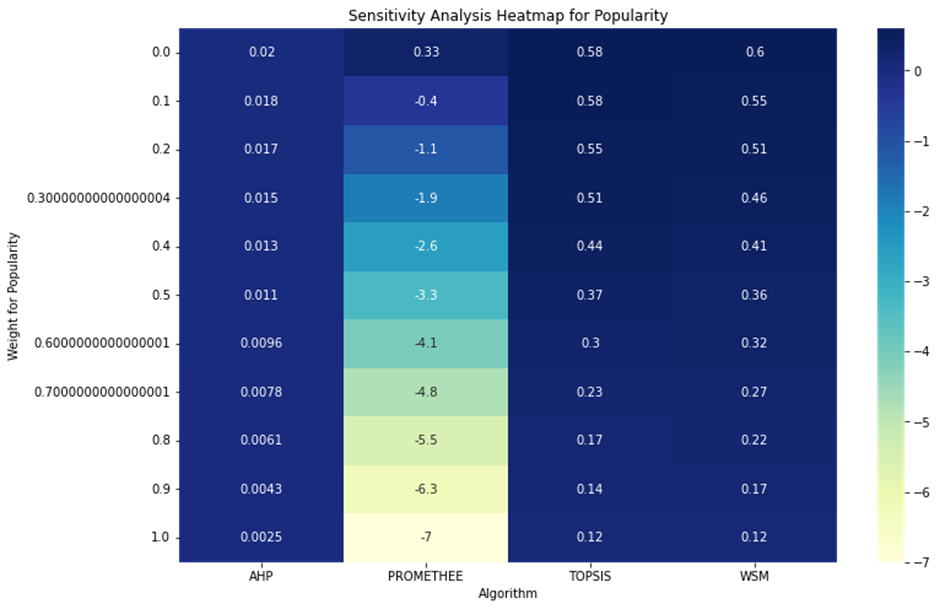 Sensitivity Analysis Heatmap for Popularity
0.0 0.02 0.33 0.58 0.6
0.1 0.018 -0.4 0.58 0.55
0.2 0.017 -1.1 0.55 0.51
0.30000000000000004 0.015 -1.9 0.51 0.46
0.4 0.013 -2.6 0.44 0.41
0.5 0.011 -3.3 0.37 0.36
0.6000000000000001 0.0096 -4.1 0.3 0.32
0.7000000000000001 0.0078 -4.8 0.23 0.27
0.8 0.0061 -5.5 0.17 0.22
0.9 0.0043 -6.3 0.14 0.17
1.0 0.0025 -7 0.12 0.12
AHP PROMETHEE TOPSIS WSM
Algorithm
Weight for Popularity
0
−1
−2
−3
−4
−5
−6
−7